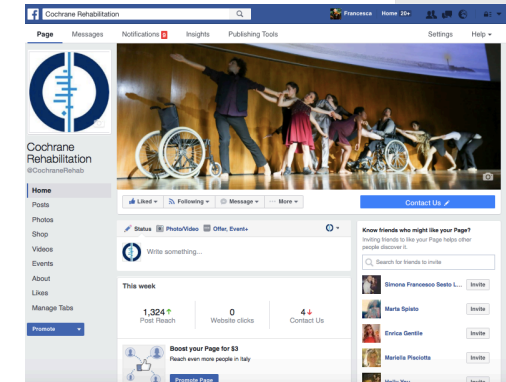 Cochrane Rehabilitation
Francesca Home 20+
Page Messages Notifications 8 Insights Publishing Tools Settings Help
Cochrane
Rehabilitation
@CochraneRehab
Home
Posts
Photos
Shop
Videos
Events
About
Likes
Manage Tabs
Promote
Liked Following Message More Contact Us
Status Photo/Video Offer, Event+
Write something...
This week
1,324 0 4
Post Reach Website clicks Contact Us
Boost your Page for $3
Reach even more people in Italy
Promote Page
Know friends who might like your Page?
Inviting friends to like your Page helps other
people discover it.
Search for friends to invite
Simona Francesco Sesto L... Invite
Marta Spisto Invite
Enrica Gentile Invite
Mariella Pisciotta Invite
Invite